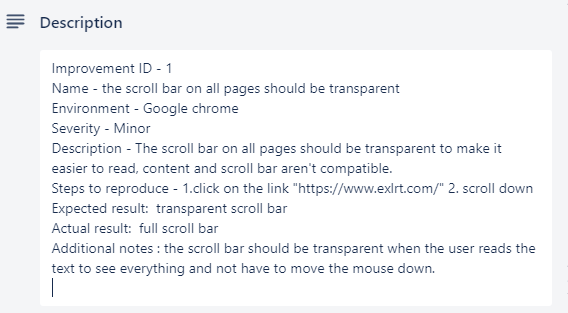 Description
Improvement ID - 1
Name - the scroll bar on all pages should be transparent
Environment - Google chrome
Severity - Minor
Description - The scroll bar on all pages should be transparent to make it
easier to read, content and scroll bar aren't compatible.
Steps to reproduce - 1.click on the link "https://www.exlrt.com/" 2. scroll down
Expected result:  transparent scroll bar
Actual result:  full scroll bar
Additional notes : the scroll bar should be transparent when the user reads the
text to see everything and not have to move the mouse down.